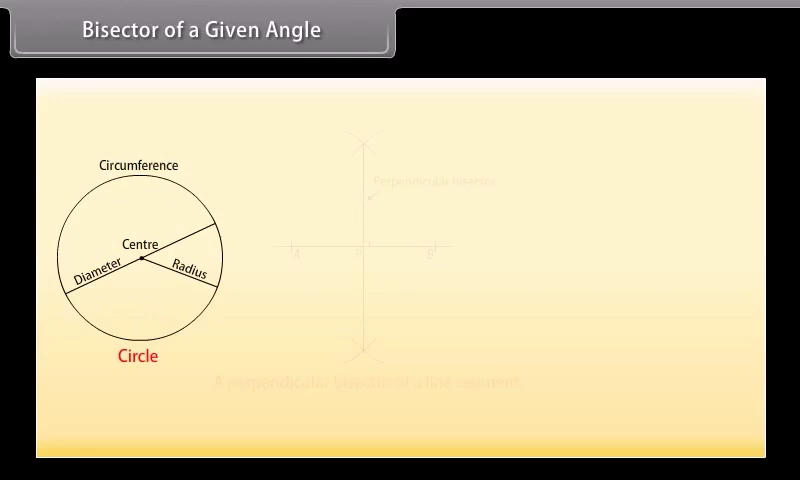 Bisector of a Given Angle
Circumference
Centre
Diameter
Radius
Circle
Perpendicular bisector
A
B
A perpendicular bisector of a line segment.